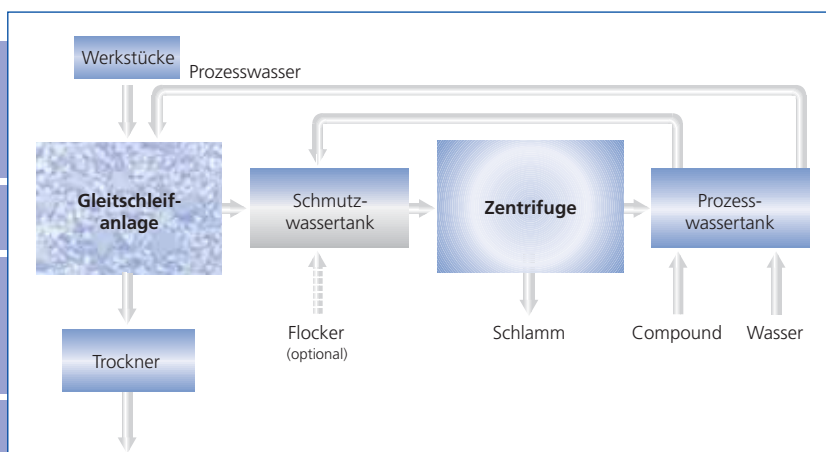 Werkstücke
Prozesswasser
Gleitschleif-
anlage
Schmutz-
wassertank
Zentrifuge
Prozess-
wassertank
Flocker
(optional)
Schlamm
Compound
Wasser
Trockner